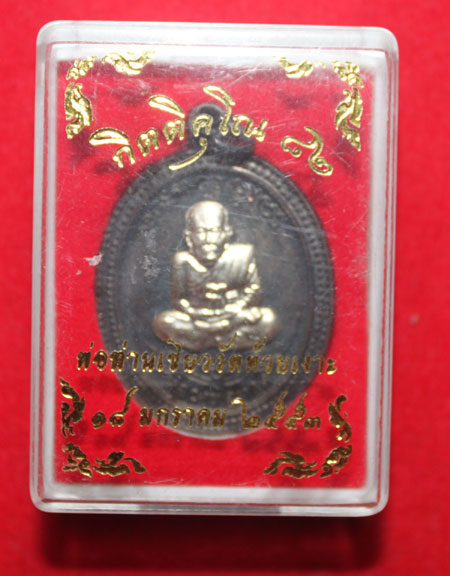 กิตติคุโณ ๘๒
พ่อท่านเขียววัดห้วยเงาะ
๑๘ มกราคม ๒๕๕๓